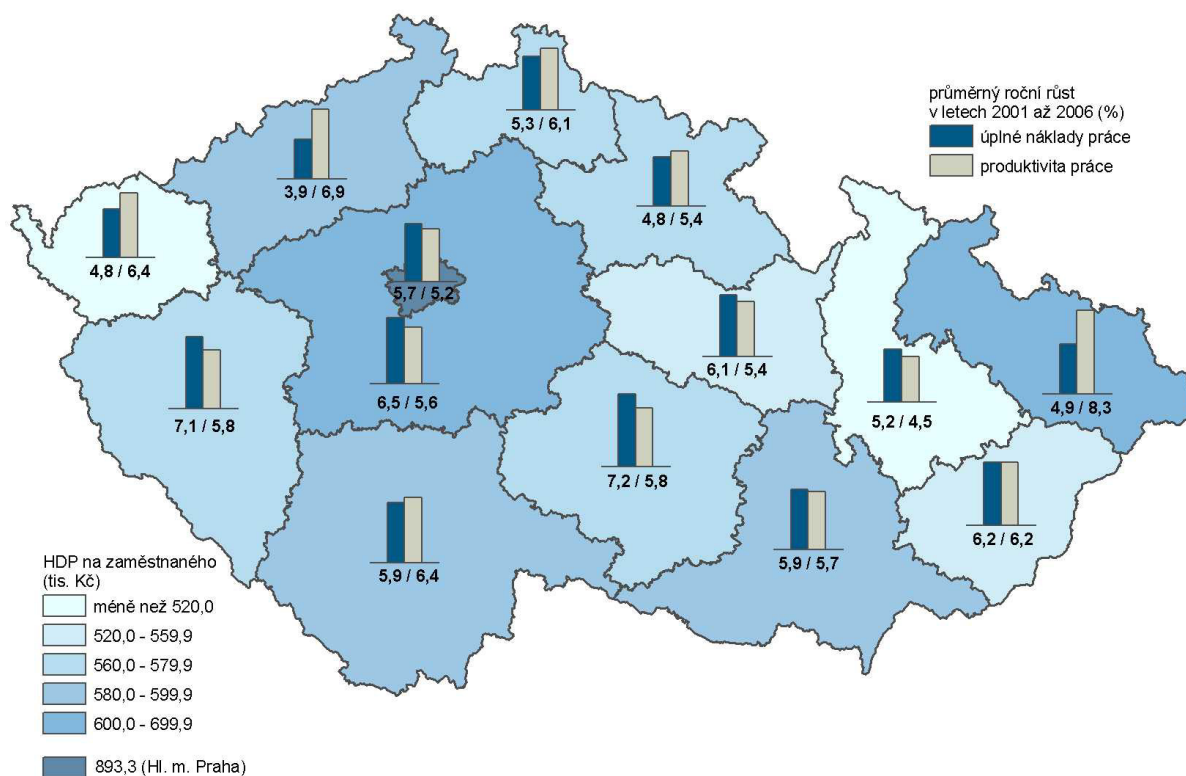 5,3 / 6,1
průměrný roční růst
v letech 2001 až 2006 (%)
úplné náklady práce
produktivita práce
3,9 / 6,9
4,8 / 5,4
4,8 / 6,4
5,7 / 5,2
6,1 / 5,4
6,5 / 5,6
7,1 / 5,8
5,2 / 4,5
4,9 / 8,3
7,2 / 5,8
6,2 / 6,2
5,9 / 6,4
5,9 / 5,7
HDP na zaměstnaného
(tis. Kč)
méně než 520,0
520,0 - 559,9
560,0 - 579,9
580,0 - 599,9
600,0 - 699,9
893,3 (Hl. m. Praha)